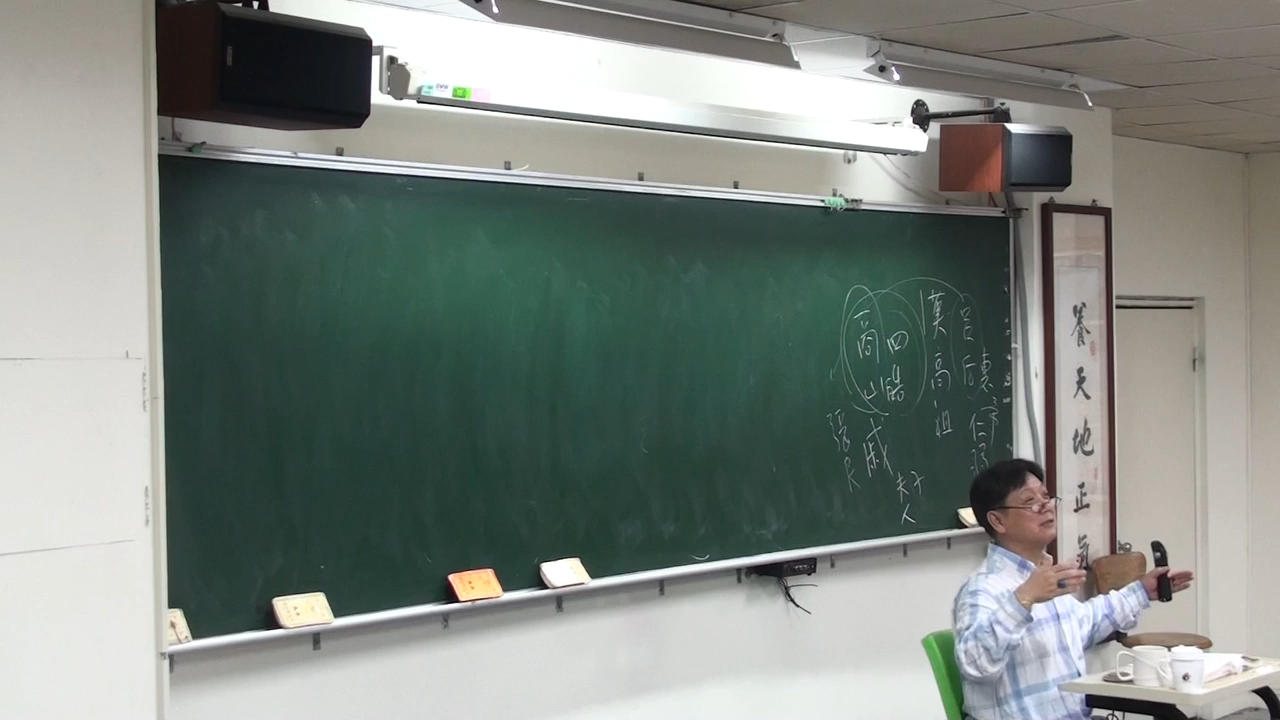 養天地正氣
呂后
惠
仁
漢高祖
四皓
商山
戚
夫人
張良